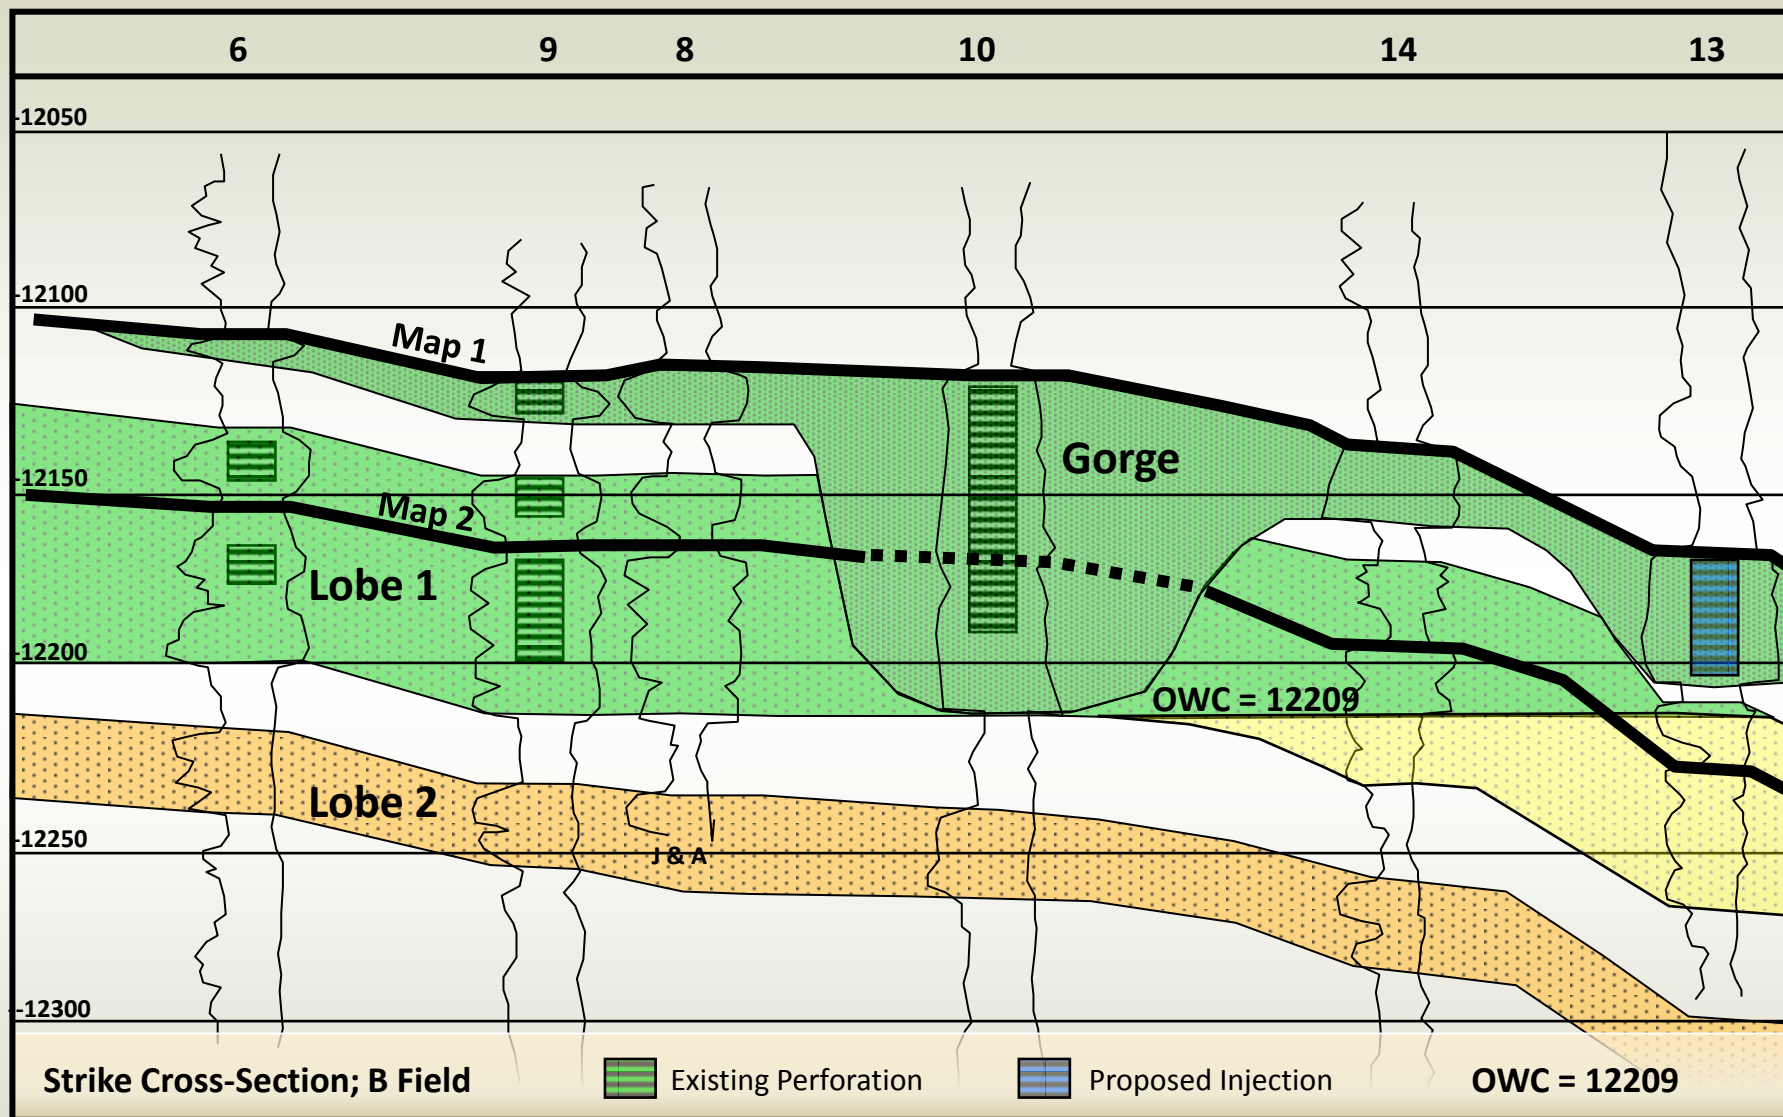 6 9 8 10 14 13
-12050
-12100
Map 1
Gorge
-12150
Map 2
Lobe 1
-12200
OWC = 12209
Lobe 2
-12250
J & A
-12300
Strike Cross-Section; B Field Existing Perforation Proposed Injection OWC = 12209